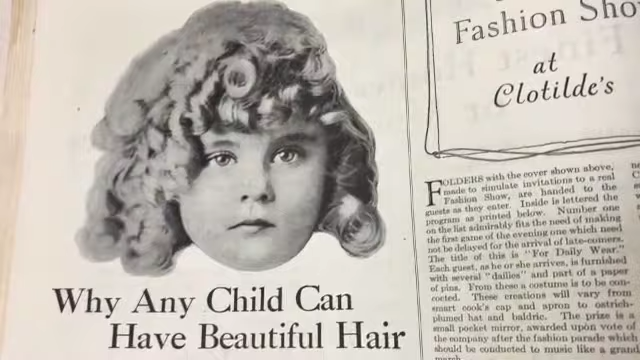 Why Any Child Can
Have Beautiful Hair
Fashion Sho
at
Clotilde's
FOLDERS with the cover shown above,
made to simulate invitations to a real
Fashion Show, are handed to the
guests as they enter. Inside is lettered the
program as printed below. Number one
on the list admirably fits the need of making
the first game of the evening one which need
not be delayed for the arrival of late-comers.
The title of this is "For Daily Wear."
Each guest, as he or she arrives, is furnished
with several "dailies" and part of a paper
of pins. From these a costume is to be con-
cocted. These creations will vary from
smart cook's cap and apron to ostrich-
plumed hat and baldric. The prize is a
small pocket mirror, awarded upon vote of
the company after the fashion parade which
should be conducted to music like a grand
march.